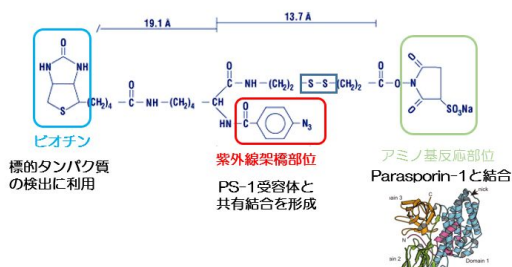 19.1 Å
13.7 Å
O
HN
NH
S
(CH₂)₄—C—NH—(CH₂)₄
O
C—NH—(CH₂)₂
S—S
(CH₂)₂—C—O—N
O
O
O
SO₃Na
HN
C
O
N₃
ビオチン
標的タンパク質
の検出に利用
紫外線架橋部位
PS-1受容体と
共有結合を形成
アミノ基反応部位
Parasporin-1と結合
nick
C
N
Domain 1